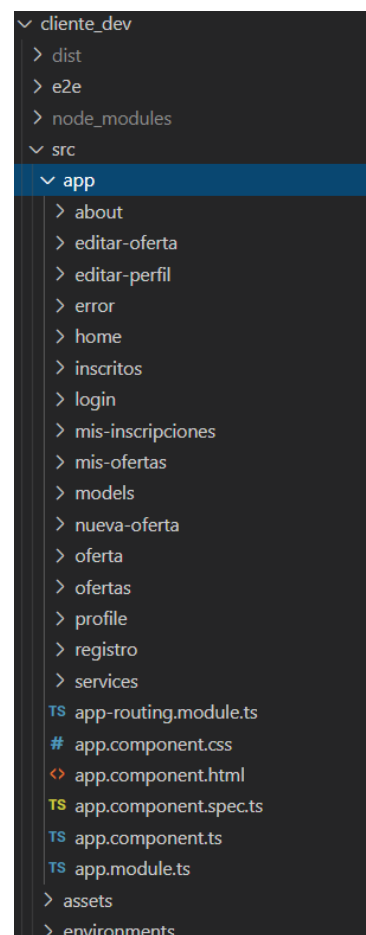 cliente_dev
dist
e2e
node_modules
src
app
about
editar-oferta
editar-perfil
error
home
inscritos
login
mis-inscripciones
mis-ofertas
models
nueva-oferta
oferta
ofertas
profile
registro
services
TS app-routing.module.ts
# app.component.css
<> app.component.html
TS app.component.spec.ts
TS app.component.ts
TS app.module.ts
assets
environments